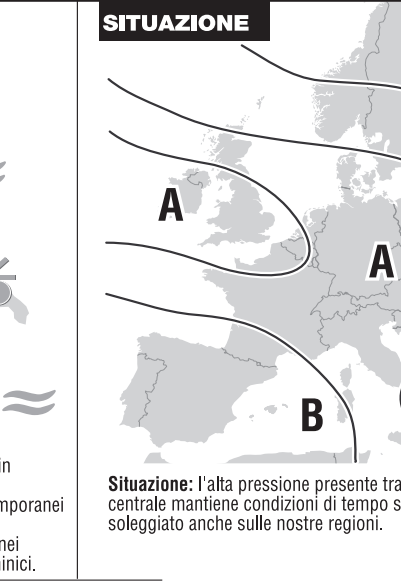 SITUAZIONE
A
A
B
Situazione: l'alta pressione presente tra
centrale mantiene condizioni di tempo s
soleggiato anche sulle nostre regioni.
in
mporanei
nei
inici.